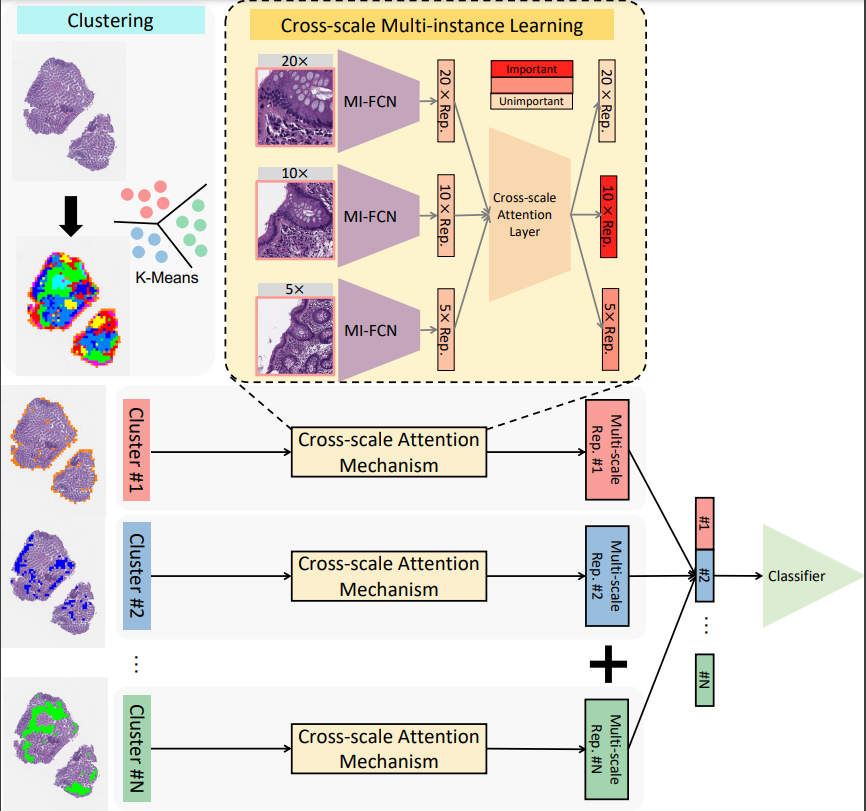 Clustering
K-Means
Cross-scale Multi-instance Learning
20×
MI-FCN
20 × Rep.
10×
MI-FCN
10 × Rep.
5×
MI-FCN
5× Rep.
Cross-scale
Attention
Layer
Important
Unimportant
20 × Rep.
10 × Rep.
5× Rep.
Cluster #1
Cross-scale Attention
Mechanism
Multi-scale
Rep. #1
Cluster #2
Cross-scale Attention
Mechanism
Multi-scale
Rep. #2
...
+
Cluster #N
Cross-scale Attention
Mechanism
Multi-scale
Rep. #N
#1
#2
...
#N
Classifier